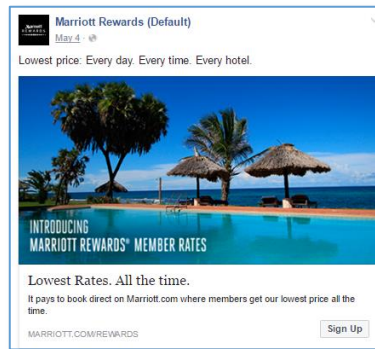 Marriott
REWARDS
Marriott Rewards (Default)
May 4 ·
Lowest price: Every day. Every time. Every hotel.
INTRODUCING
MARRIOTT REWARDS® MEMBER RATES
Lowest Rates. All the time.
It pays to book direct on Marriott.com where members get our lowest price all the
time.
MARRIOTT.COM/REWARDS
Sign Up